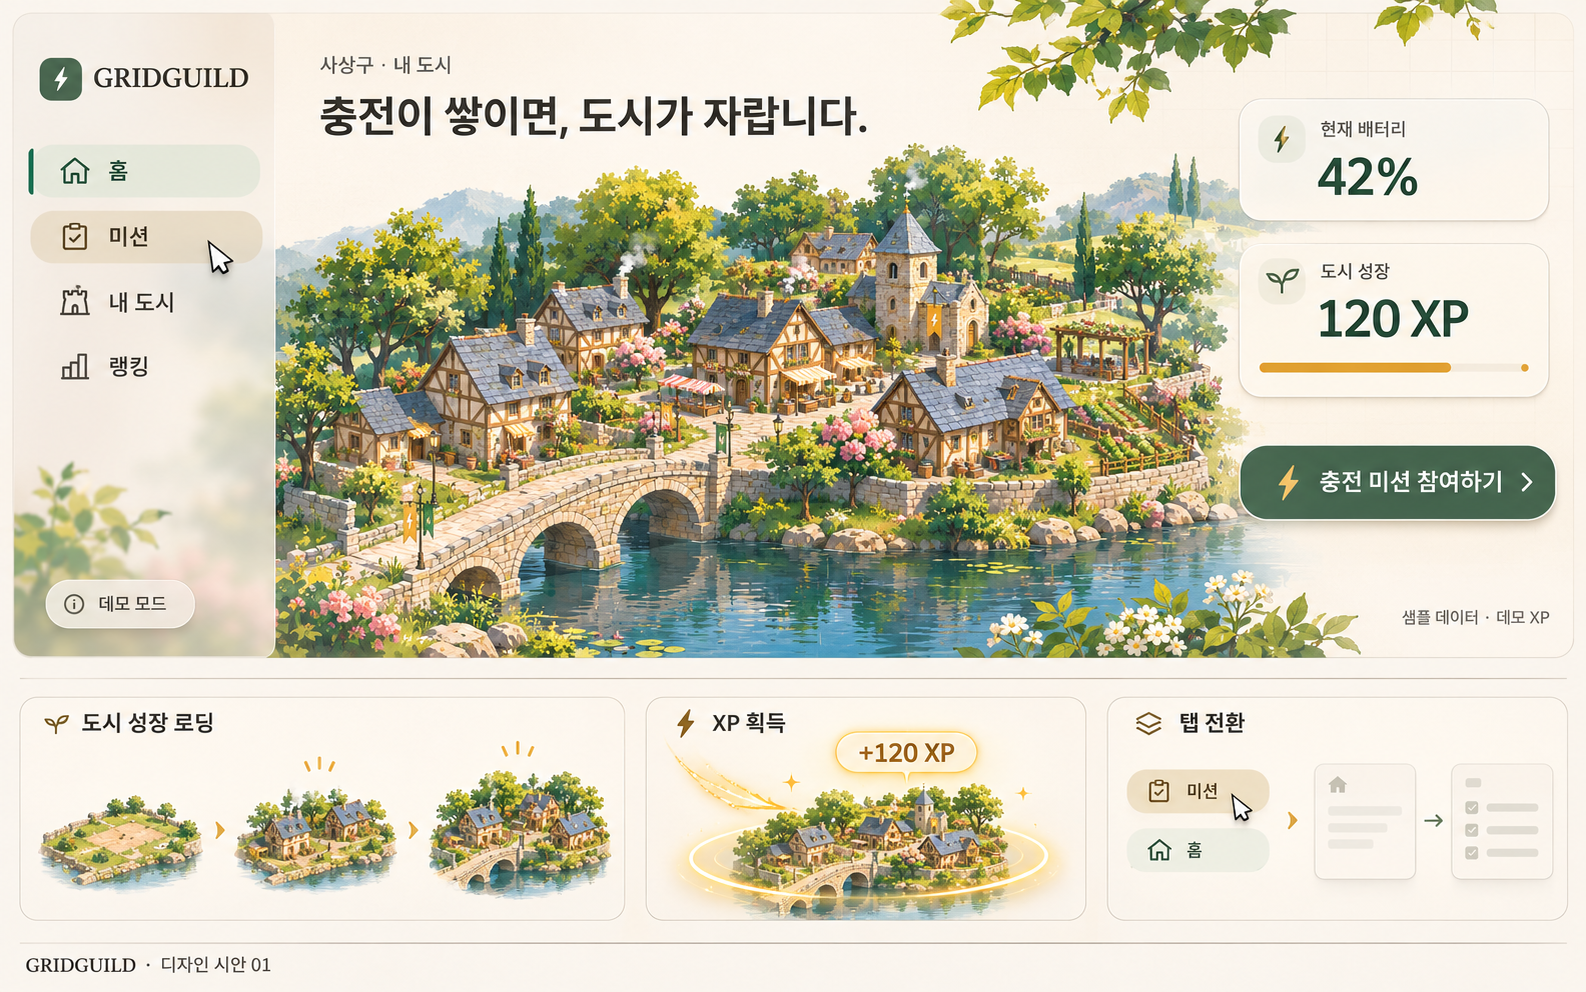 GRIDGUILD
홈
미션
내 도시
랭킹
데모 모드
사상구 · 내 도시
충전이 쌓이면, 도시가 자랍니다.
현재 배터리
42%
도시 성장
120 XP
충전 미션 참여하기
샘플 데이터 · 데모 XP
도시 성장 로딩
XP 획득
+120 XP
탭 전환
미션
홈
GRIDGUILD · 디자인 시안 01